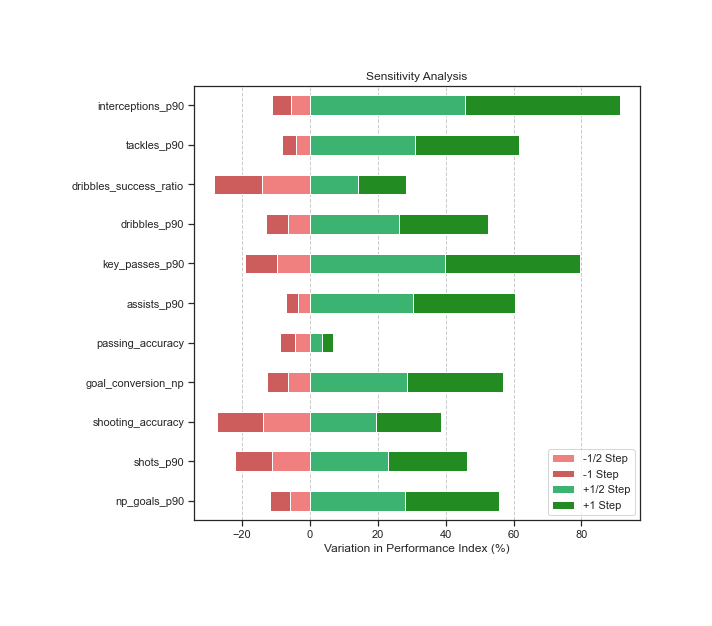 Sensitivity Analysis
interceptions_p90
tackles_p90
dribbles_success_ratio
dribbles_p90
key_passes_p90
assists_p90
passing_accuracy
goal_conversion_np
shooting_accuracy
shots_p90
np_goals_p90
-1/2 Step
-1 Step
+1/2 Step
+1 Step
−20 0 20 40 60 80
Variation in Performance Index (%)